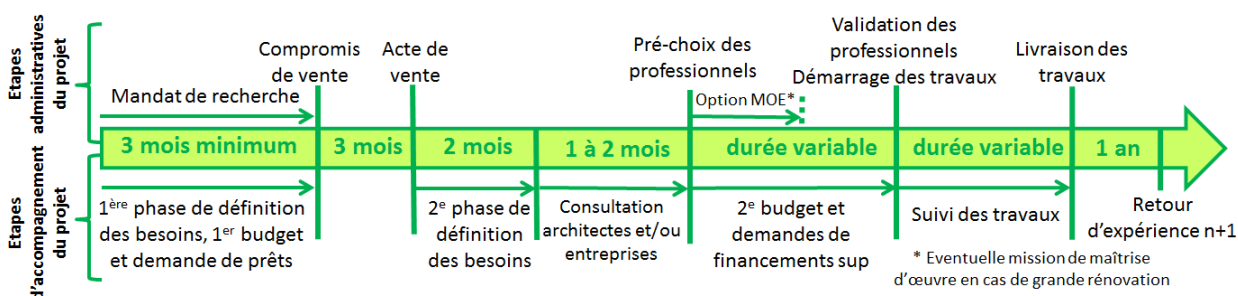 Etapes
administratives
du projet
Mandat de recherche
Compromis
de vente
Acte de
vente
Pré-choix des
professionnels
Option MOE*
Validation des
professionnels
Démarrage des travaux
Livraison des
travaux
3 mois minimum
3 mois
2 mois
1 à 2 mois
durée variable
durée variable
1 an
Etapes
d’accompagnement
du projet
1ère phase de définition
des besoins, 1er budget
et demande de prêts
2e phase de
définition
des besoins
Consultation
architectes et/ou
entreprises
2e budget et
demandes de
financements sup
Suivi des travaux
Retour
d’expérience n+1
* Eventuelle mission de maîtrise
d’œuvre en cas de grande rénovation